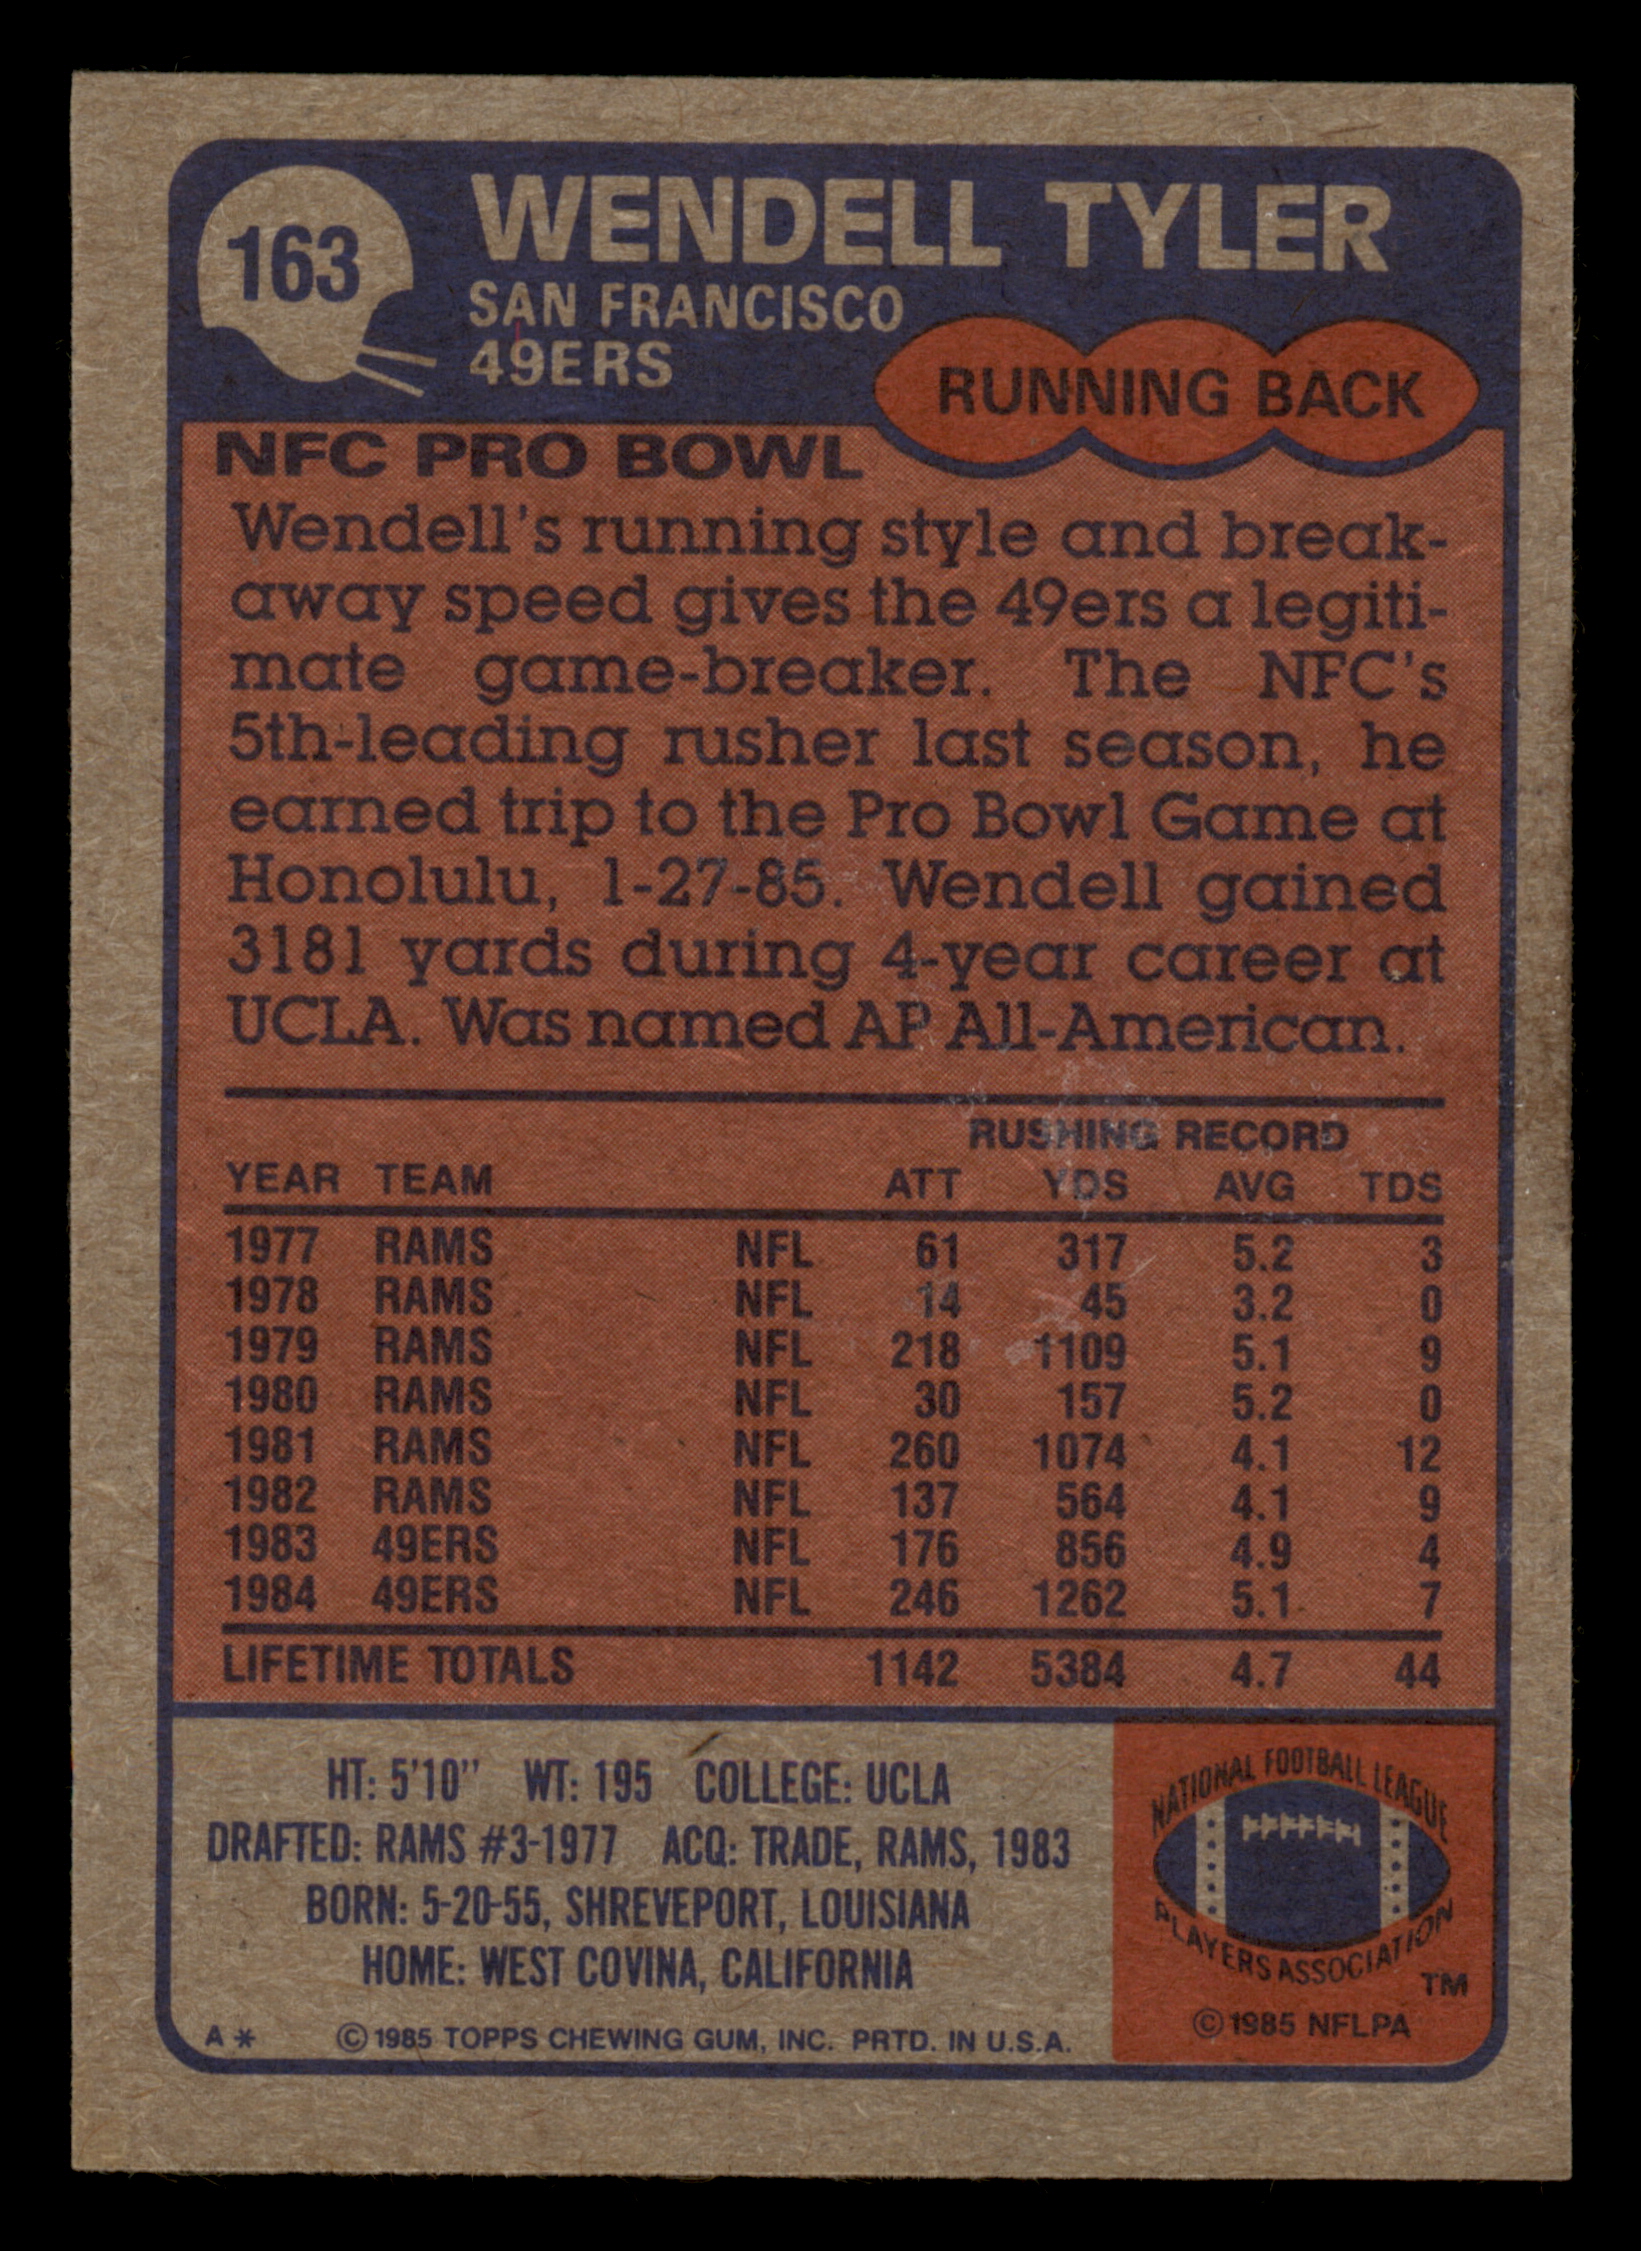 163
WENDELL TYLER
SAN FRANCISCO
49ERS
RUNNING BACK
NFC PRO BOWL
Wendell's running style and break-
away speed gives the 49ers a legiti-
mate game-breaker. The NFC's
5th-leading rusher last season, he
earned trip to the Pro Bowl Game at
Honolulu, 1-27-85. Wendell gained
3181 yards during 4-year career at
UCLA. Was named AP All-American.
RUSHING RECORD
YEAR TEAM ATT YDS AVG TDS
1977 RAMS NFL 61 317 5.2 3
1978 RAMS NFL 14 45 3.2 0
1979 RAMS NFL 218 1109 5.1 9
1980 RAMS NFL 30 157 5.2 0
1981 RAMS NFL 260 1074 4.1 12
1982 RAMS NFL 137 564 4.1 9
1983 49ERS NFL 176 856 4.9 4
1984 49ERS NFL 246 1262 5.1 7
LIFETIME TOTALS 1142 5384 4.7 44
HT: 5'10" WT: 195 COLLEGE: UCLA
DRAFTED: RAMS #3-1977 ACQ: TRADE, RAMS, 1983
BORN: 5-20-55, SHREVEPORT, LOUISIANA
HOME: WEST COVINA, CALIFORNIA
A* © 1985 TOPPS CHEWING GUM, INC. PRTD. IN U.S.A.
NATIONAL FOOTBALL LEAGUE
PLAYERS ASSOCIATION
TM
© 1985 NFLPA